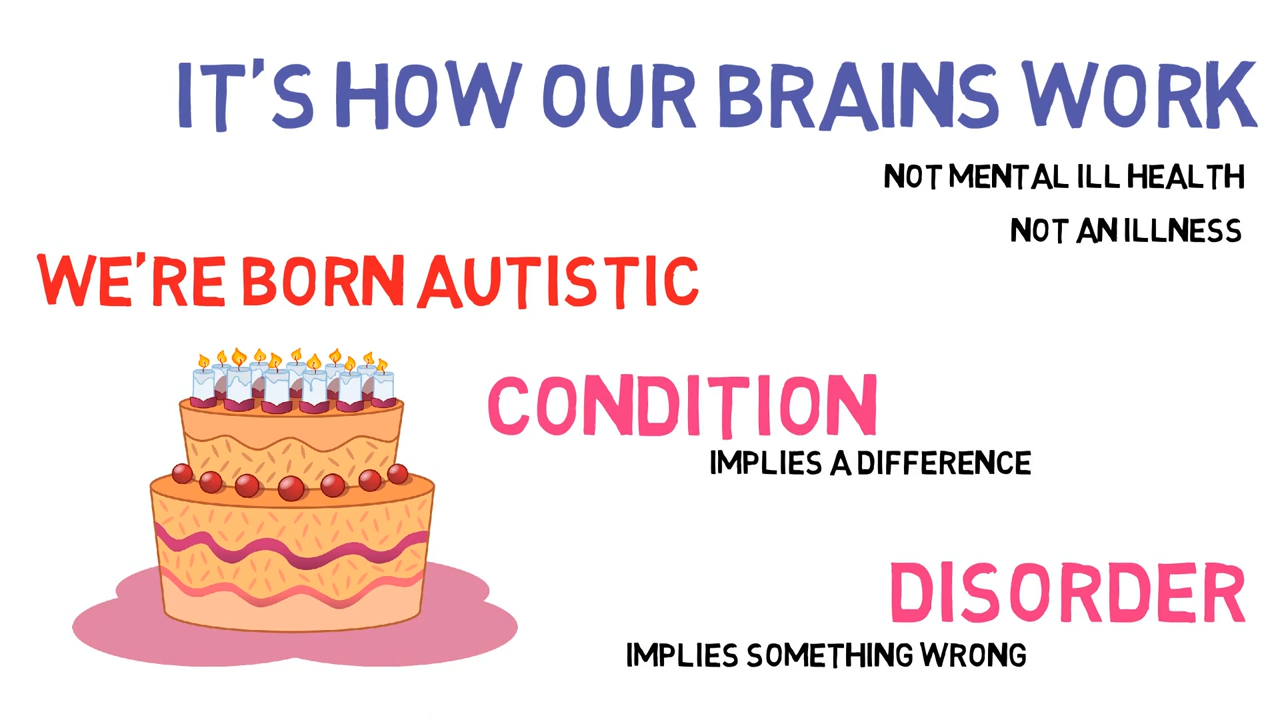 IT'S HOW OUR BRAINS WORK
NOT MENTAL ILL HEALTH
NOT AN ILLNESS
WE'RE BORN AUTISTIC
CONDITION
IMPLIES A DIFFERENCE
DISORDER
IMPLIES SOMETHING WRONG